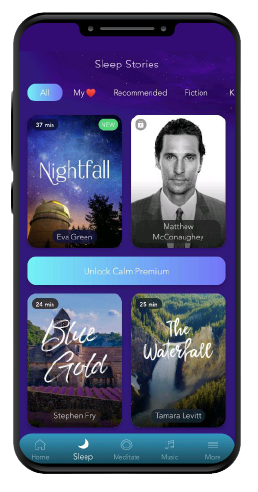 Sleep Stories
All
My
Recommended
Fiction
K
37 min
NEW
Nightfall
Eva Green
Matthew
McConaughey
Unlock Calm Premium
24 min
Blue
Gold
Stephen Fry
25 min
The
Waterfall
Tamara Levitt
Home
Sleep
Meditate
Music
More